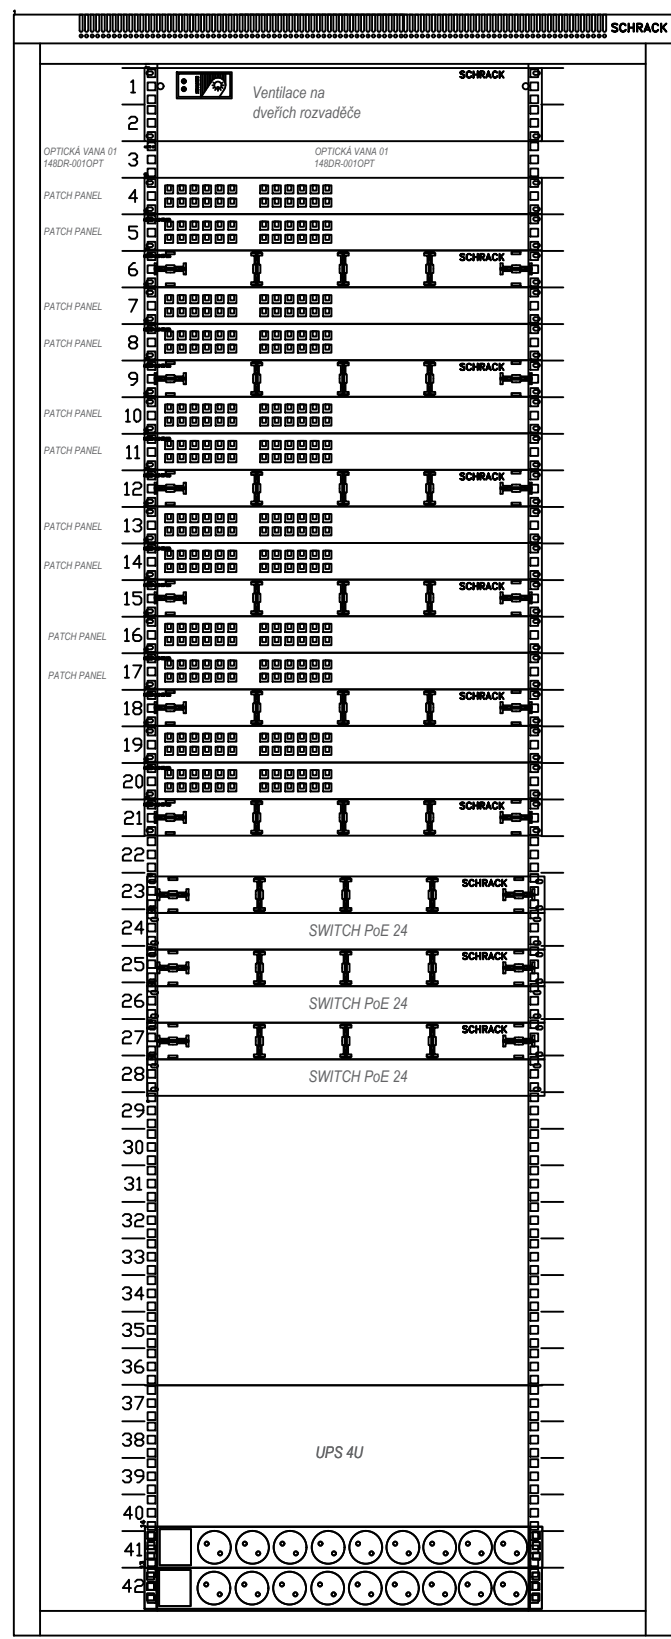 SCHRACK
1
SCHRACK
Ventilace na
dveřích rozvaděče
2
OPTICKÁ VANA 01
148DR-001OPT
3
OPTICKÁ VANA 01
148DR-001OPT
PATCH PANEL
4
PATCH PANEL
5
6
SCHRACK
PATCH PANEL
7
PATCH PANEL
8
9
SCHRACK
PATCH PANEL
10
PATCH PANEL
11
12
SCHRACK
PATCH PANEL
13
PATCH PANEL
14
15
SCHRACK
PATCH PANEL
16
PATCH PANEL
17
18
SCHRACK
19
20
21
SCHRACK
22
23
SCHRACK
24
SWITCH PoE 24
25
SCHRACK
26
SWITCH PoE 24
27
SCHRACK
28
SWITCH PoE 24
29
30
31
32
33
34
35
36
37
38
UPS 4U
39
40
41
42